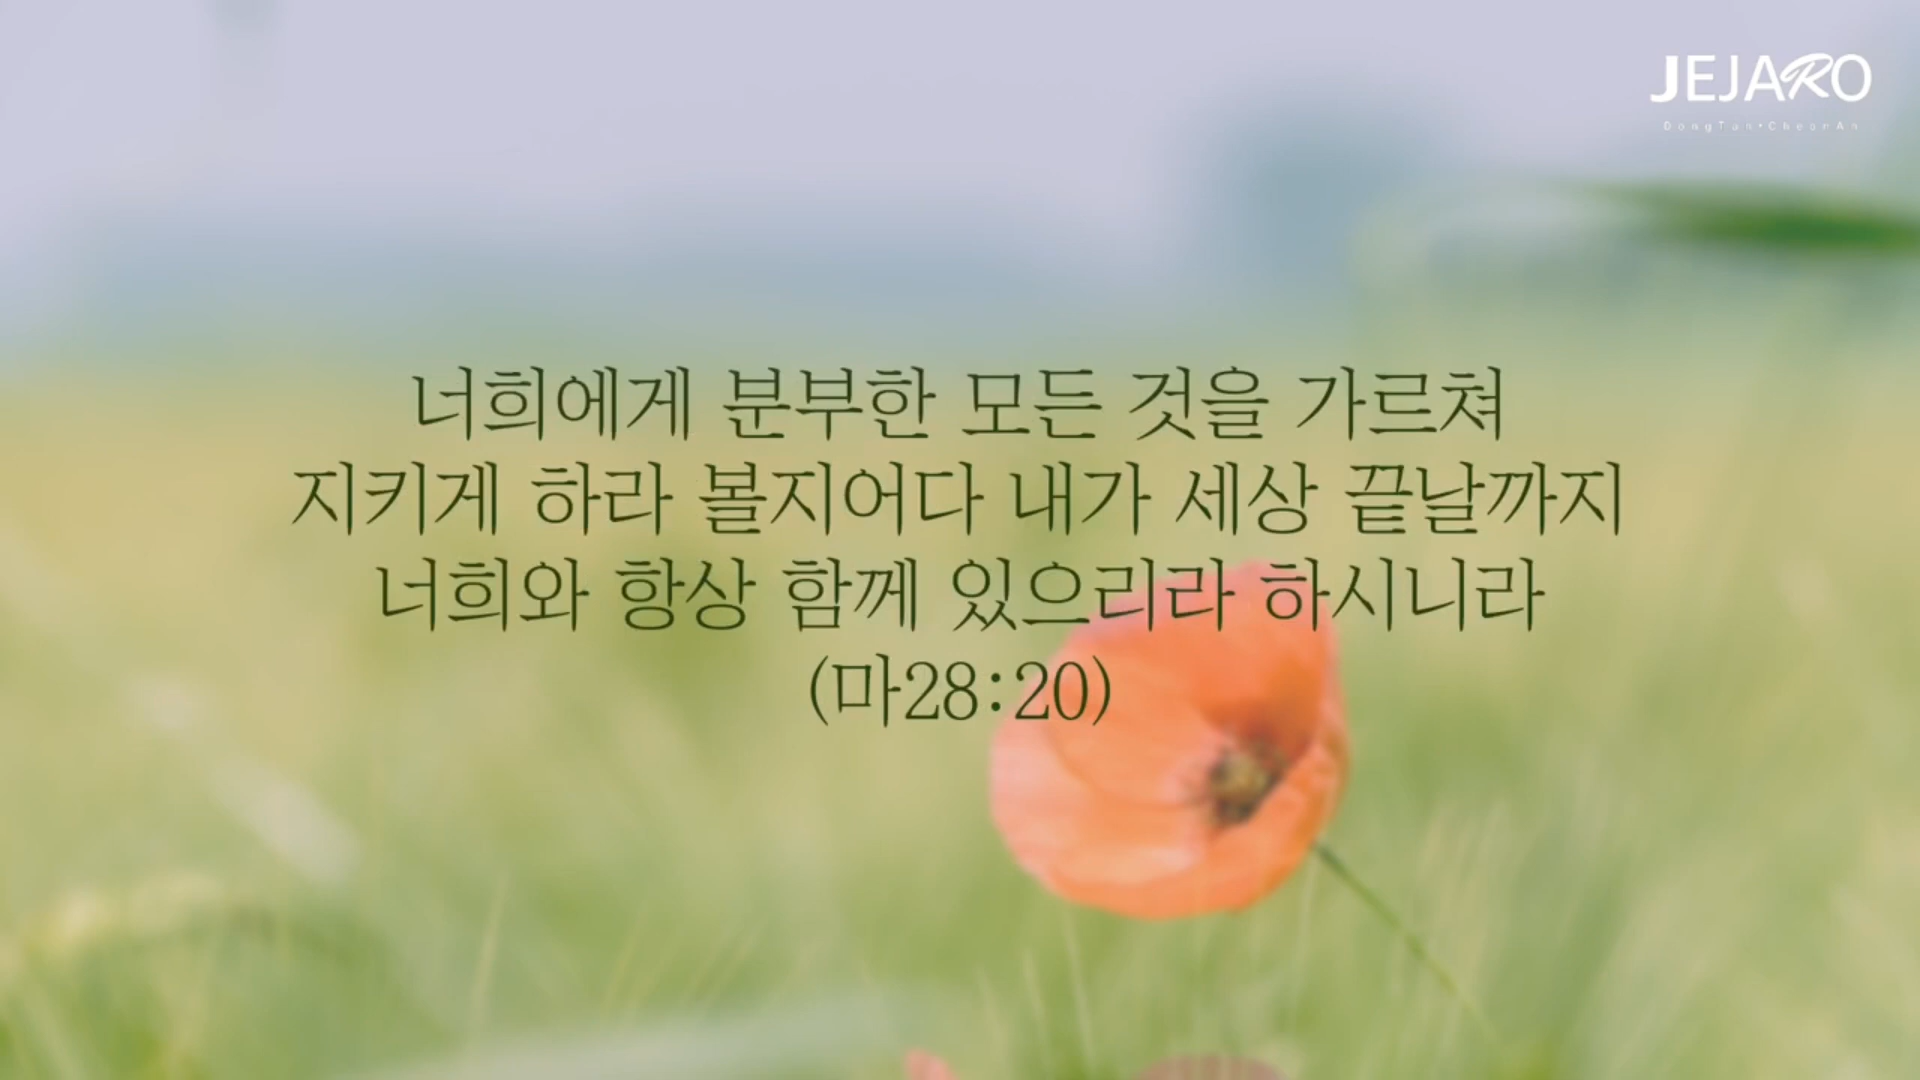 JEJARO
DongTan•CheonAn
너희에게 분부한 모든 것을 가르쳐
지키게 하라 볼지어다 내가 세상 끝날까지
너희와 항상 함께 있으리라 하시니라
(마28:20)